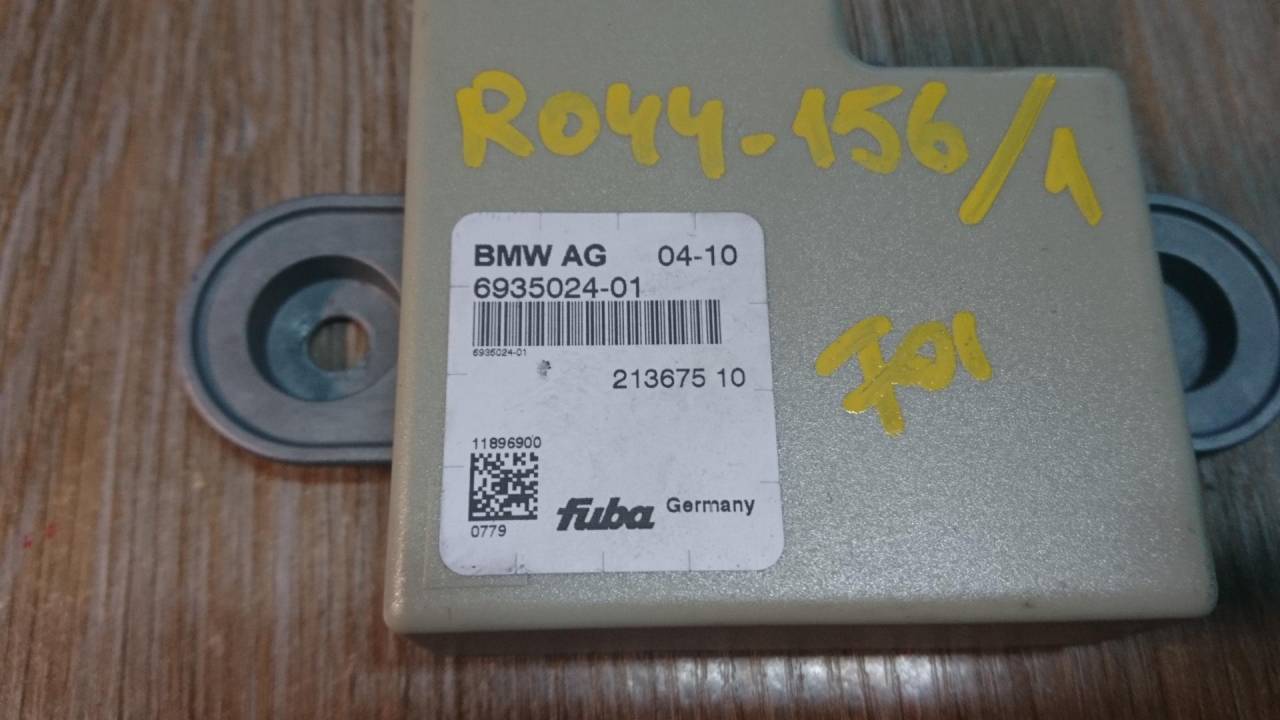 R044-156/1
BMW AG 04-10
6935024-01
6935024-01
213675 10
F01
11896900
0779
fuba Germany